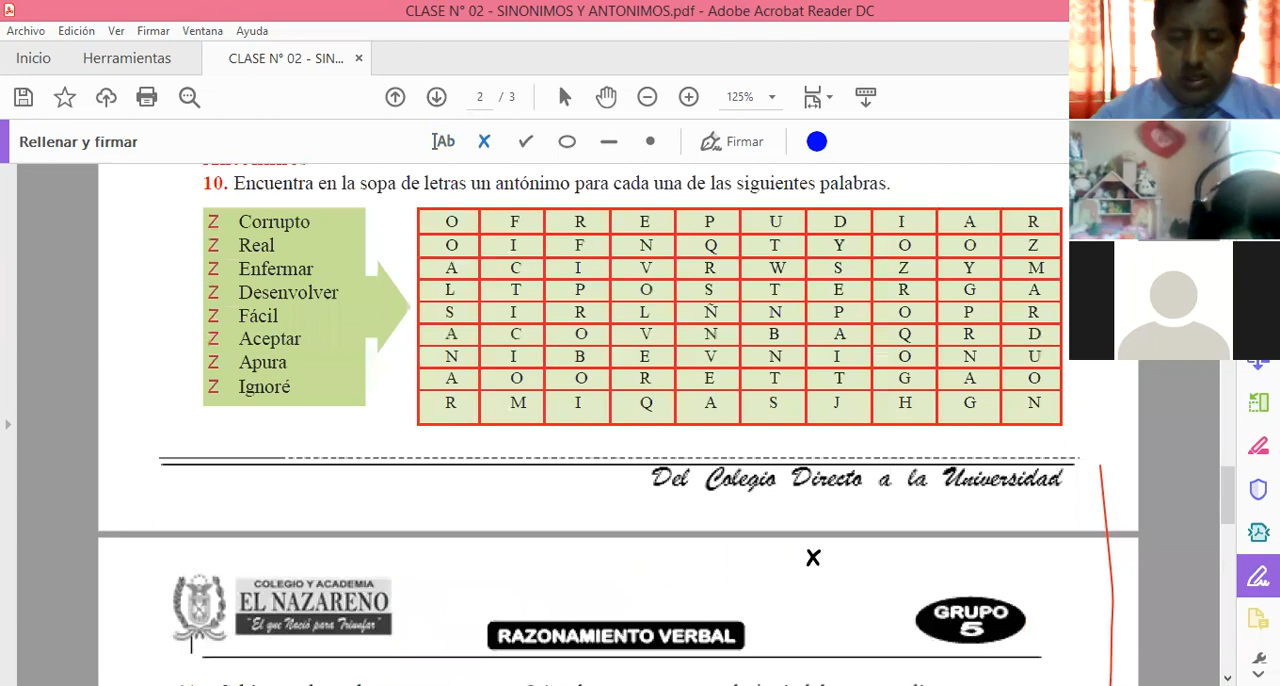 CLASE N° 02 - SINONIMOS Y ANTONIMOS.pdf - Adobe Acrobat Reader DC
Archivo Edición Ver Firmar Ventana Ayuda
Inicio Herramientas CLASE N° 02 - SIN... ×
2 / 3 125%
Rellenar y firmar Ab Firmar
10. Encuentra en la sopa de letras un antónimo para cada una de las siguientes palabras.
Z Corrupto
Z Real
Z Enfermar
Z Desenvolver
Z Fácil
Z Aceptar
Z Apura
Z Ignoré
O F R E P U D I A R
O I F N Q T Y O O Z
A C I V R W S Z Y M
L T P O S T E R G A
S I R L Ñ N P O P R
A C O V N B A Q R D
N I B E V N I O N U
A O O R E T T G A O
R M I Q A S J H G N
Del Colegio Directo a la Universidad
x
COLEGIO Y ACADEMIA
EL NAZARENO
"El que Nació para Triunfar"
RAZONAMIENTO VERBAL
GRUPO
5